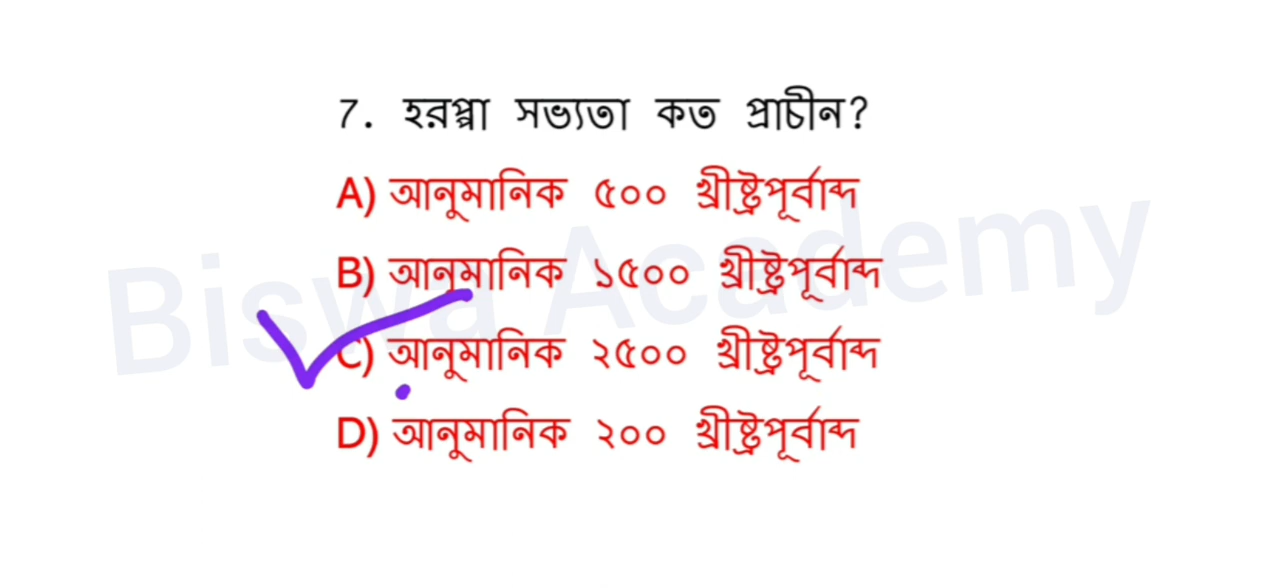 7. হরপ্পা সভ্যতা কত প্রাচীন?
A) আনুমানিক ৫০০ খ্রীষ্টপূর্বাব্দ
B) আনুমানিক ১৫০০ খ্রীষ্টপূর্বাব্দ
C) আনুমানিক ২৫০০ খ্রীষ্টপূর্বাব্দ
D) আনুমানিক ২০০ খ্রীষ্টপূর্বাব্দ
Biswa Academy